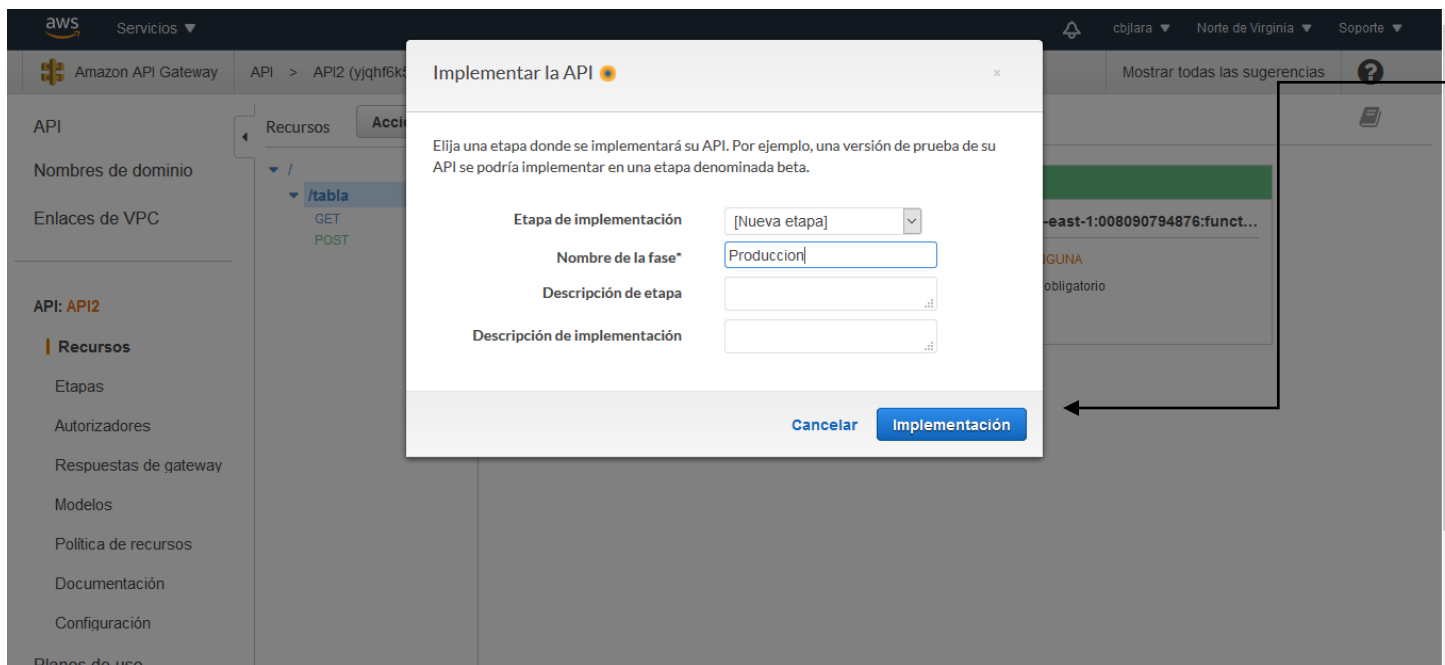 aws
Servicios
cbjlara
Norte de Virginia
Soporte
Amazon API Gateway
API > API2
Mostrar todas las sugerencias
?
API
Nombres de dominio
Enlaces de VPC
API: API2
Recursos
Etapas
Autorizadores
Respuestas de gateway
Modelos
Política de recursos
Documentación
Configuración
Planes de uso
Recursos
/
/tabla
GET
POST
Implementar la API
×
Elija una etapa donde se implementará su API. Por ejemplo, una versión de prueba de su
API se podría implementar en una etapa denominada beta.
Etapa de implementación [Nueva etapa]
Nombre de la fase* Produccion
Descripción de etapa
Descripción de implementación
Cancelar Implementación
-east-1:008090794876:funct...
obligatorio